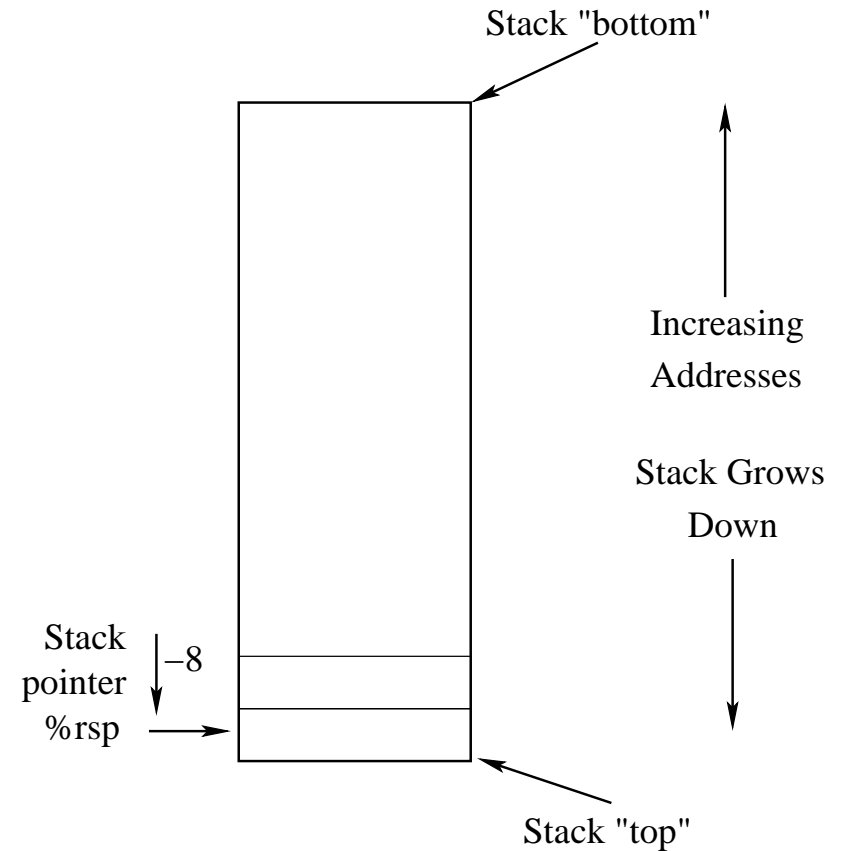 Stack "bottom"
Increasing
Addresses
Stack Grows
Down
Stack
pointer
%rsp
–8
Stack "top"